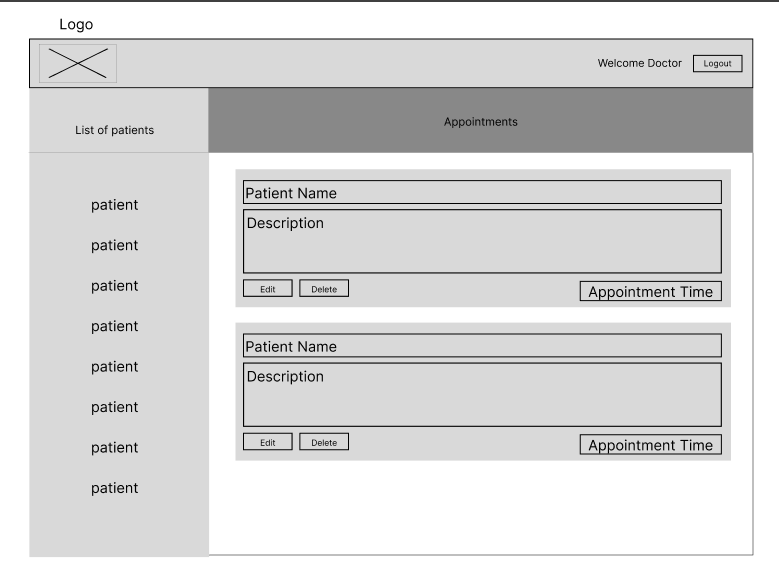 Logo
Welcome Doctor
Logout
List of patients
Appointments
patient
patient
patient
patient
patient
patient
patient
patient
Patient Name
Description
Edit
Delete
Appointment Time
Patient Name
Description
Edit
Delete
Appointment Time